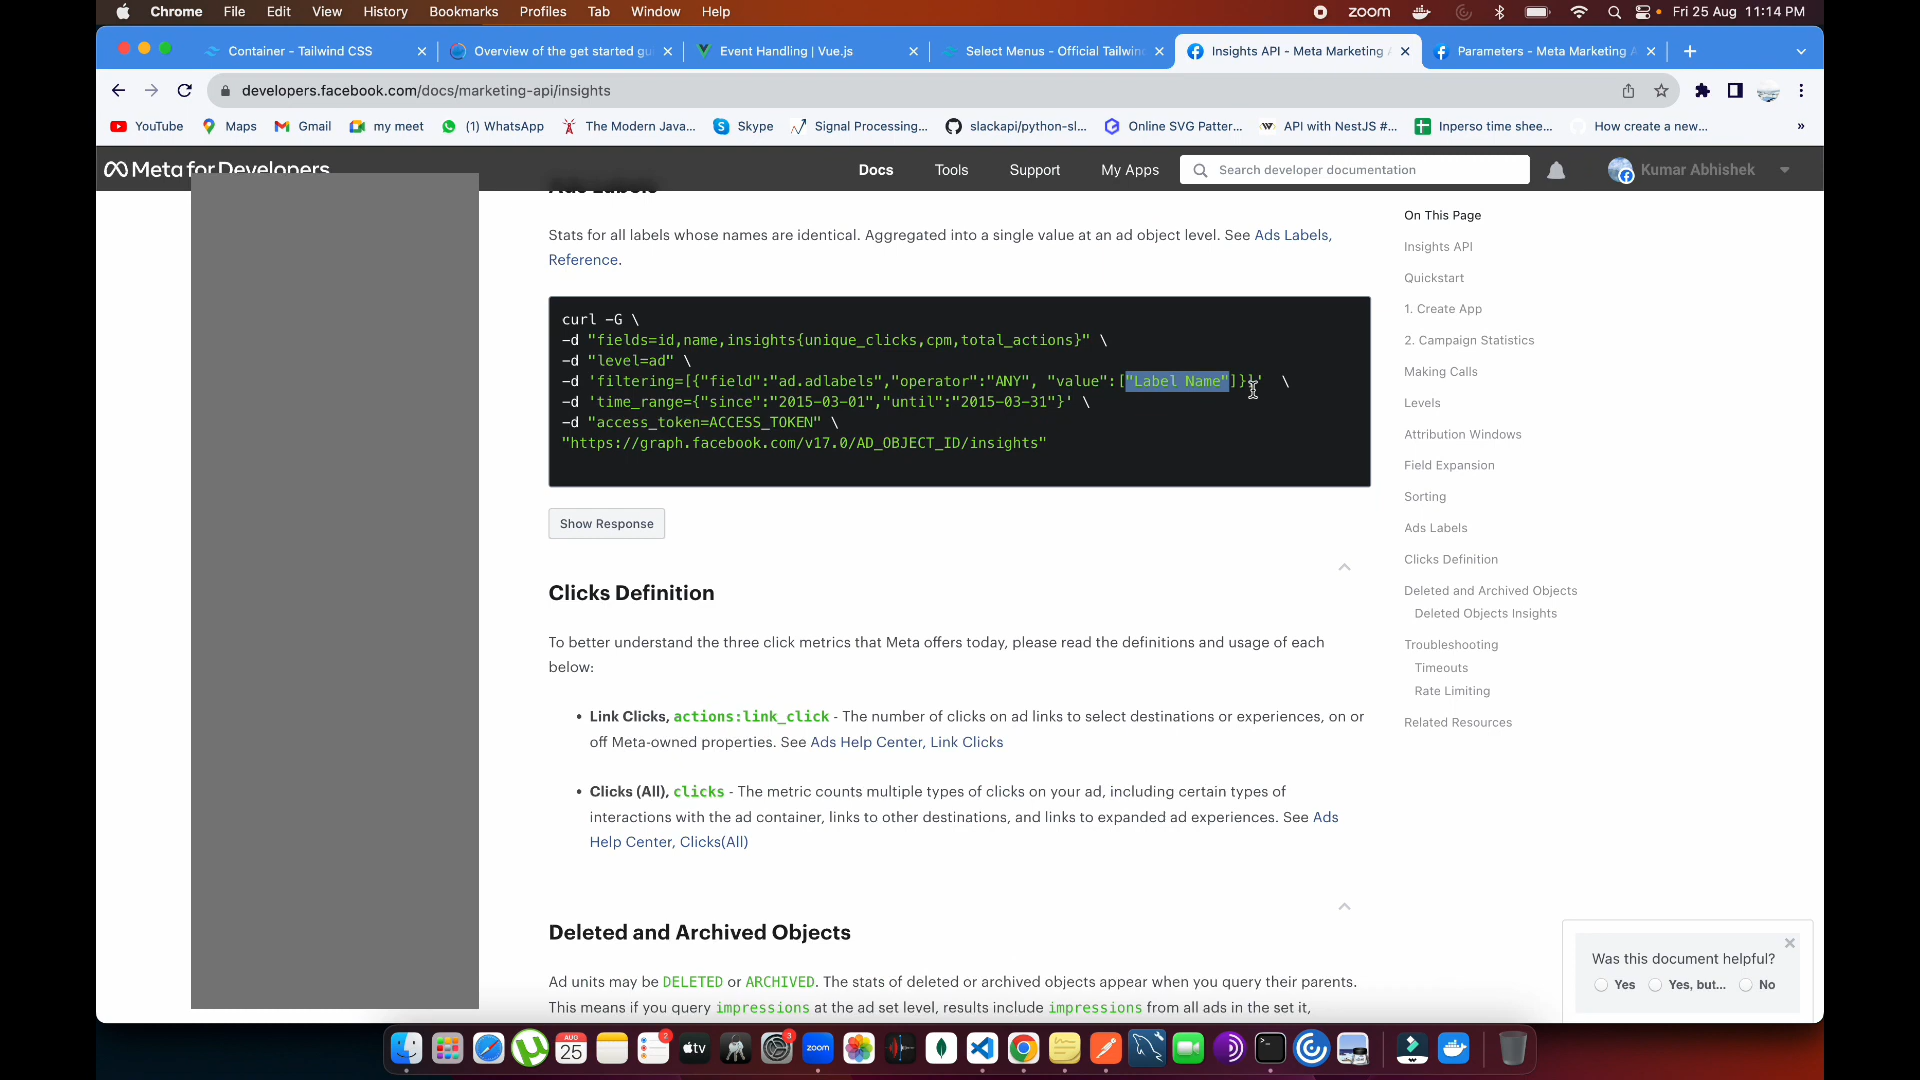 Chrome File Edit View History Bookmarks Profiles Tab Window Help
zoom
Fri 25 Aug 11:14 PM
Container - Tailwind CSS
Overview of the get started gu
Event Handling | Vue.js
Select Menus - Official Tailwin
Insights API - Meta Marketing A
Parameters - Meta Marketing A
developers.facebook.com/docs/marketing-api/insights
YouTube
Maps
Gmail
my meet
(1) WhatsApp
The Modern Java...
Skype
Signal Processing...
slackapi/python-sl...
Online SVG Patter...
API with NestJS #...
Inperso time shee...
How create a new...
»
Meta for Developers
Docs
Tools
Support
My Apps
Search developer documentation
Kumar Abhishek
Ads Labels
Stats for all labels whose names are identical. Aggregated into a single value at an ad object level. See Ads Labels,
Reference.
curl -G \
-d "fields=id,name,insights{unique_clicks,cpm,total_actions}" \
-d "level=ad" \
-d 'filtering=[{"field":"ad.adlabels","operator":"ANY", "value":["Label Name"]}]' \
-d 'time_range={"since":"2015-03-01","until":"2015-03-31"}' \
-d "access_token=ACCESS_TOKEN" \
"https://graph.facebook.com/v17.0/AD_OBJECT_ID/insights"
Show Response
Clicks Definition
To better understand the three click metrics that Meta offers today, please read the definitions and usage of each
below:
• Link Clicks, actions:link_click - The number of clicks on ad links to select destinations or experiences, on or
off Meta-owned properties. See Ads Help Center, Link Clicks
• Clicks (All), clicks - The metric counts multiple types of clicks on your ad, including certain types of
interactions with the ad container, links to other destinations, and links to expanded ad experiences. See Ads
Help Center, Clicks(All)
Deleted and Archived Objects
Ad units may be DELETED or ARCHIVED. The stats of deleted or archived objects appear when you query their parents.
This means if you query impressions at the ad set level, results include impressions from all ads in the set it,
On This Page
Insights API
Quickstart
1. Create App
2. Campaign Statistics
Making Calls
Levels
Attribution Windows
Field Expansion
Sorting
Ads Labels
Clicks Definition
Deleted and Archived Objects
Deleted Objects Insights
Troubleshooting
Timeouts
Rate Limiting
Related Resources
Was this document helpful?
Yes
Yes, but...
No
AUG
25
2
tv
3
zoom